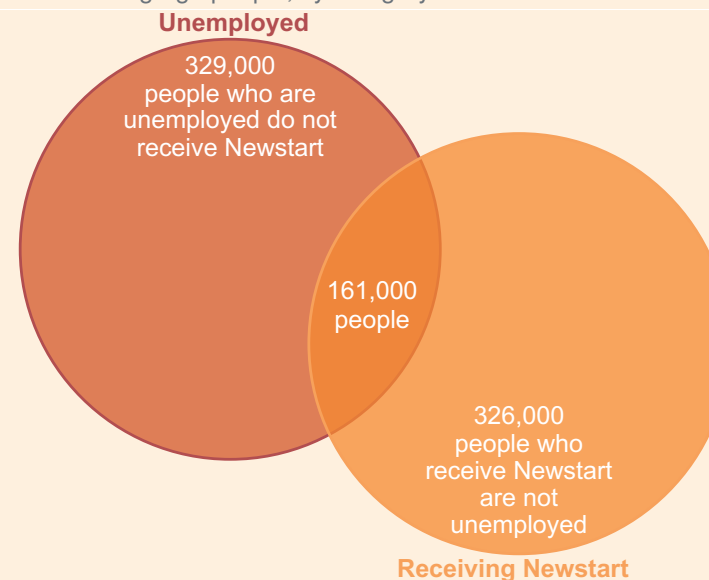 Unemployed
329,000
people who are
unemployed do not
receive Newstart
161,000
people
326,000
people who
receive Newstart
are not
unemployed
Receiving Newstart